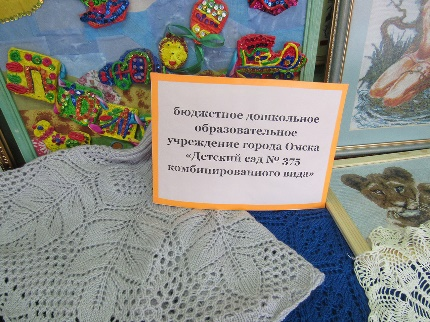 бюджетное дошкольное
образовательное
учреждение города Омска
«Детский сад № 375
комбинированного вида»